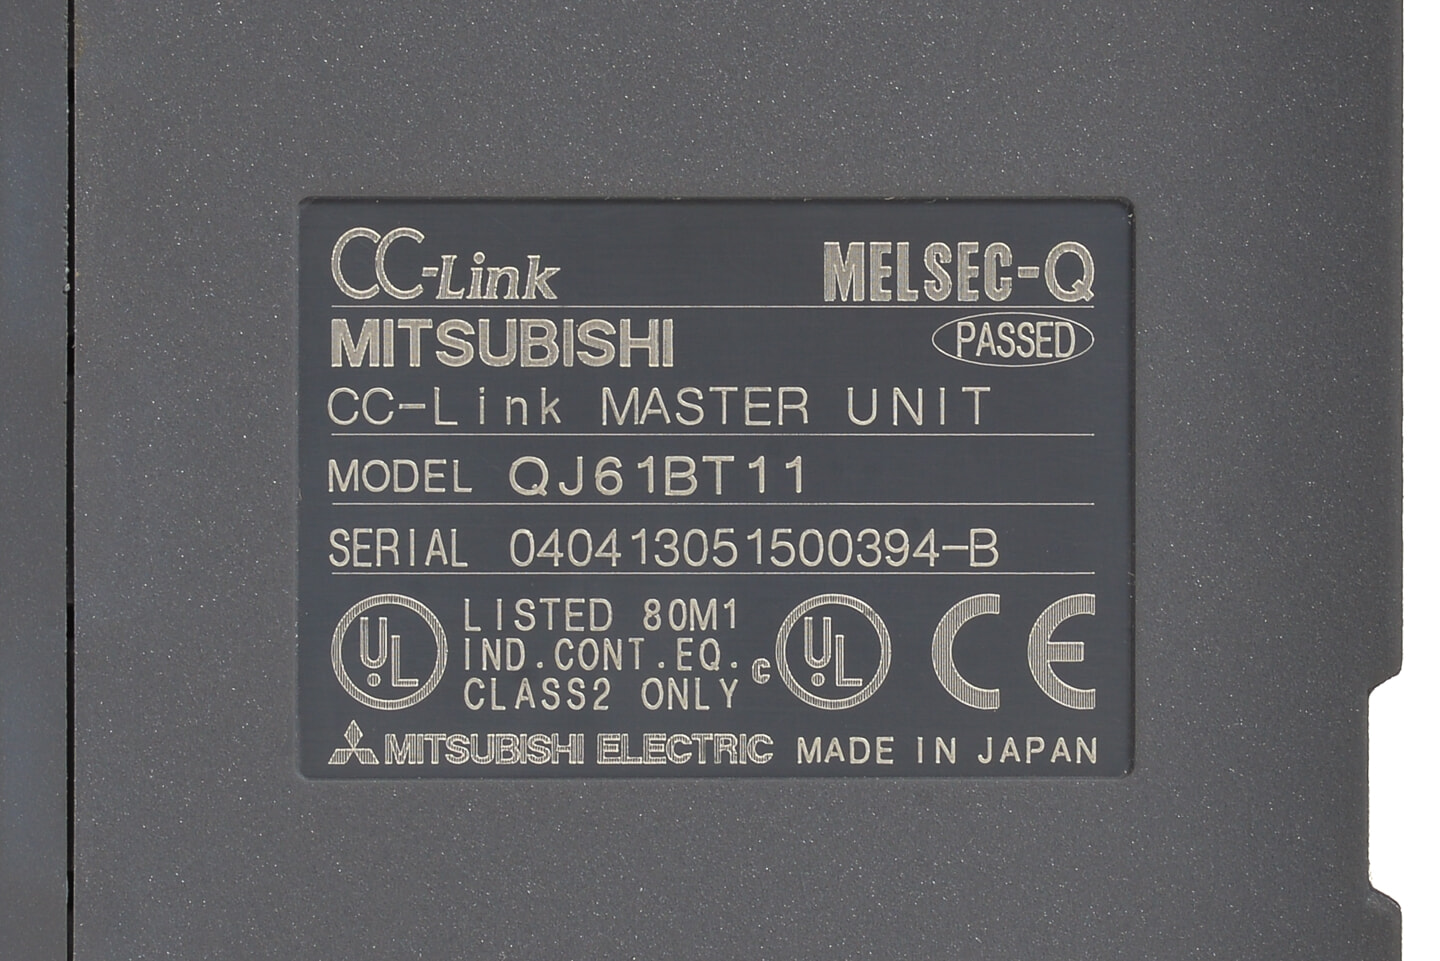 CC-Link MELSEC-Q
MITSUBISHI PASSED
CC-Link MASTER UNIT
MODEL QJ61BT11
SERIAL 040413051500394-B
UL LISTED 80M1 c UL CE
IND.CONT.EQ.
CLASS2 ONLY
MITSUBISHI ELECTRIC MADE IN JAPAN